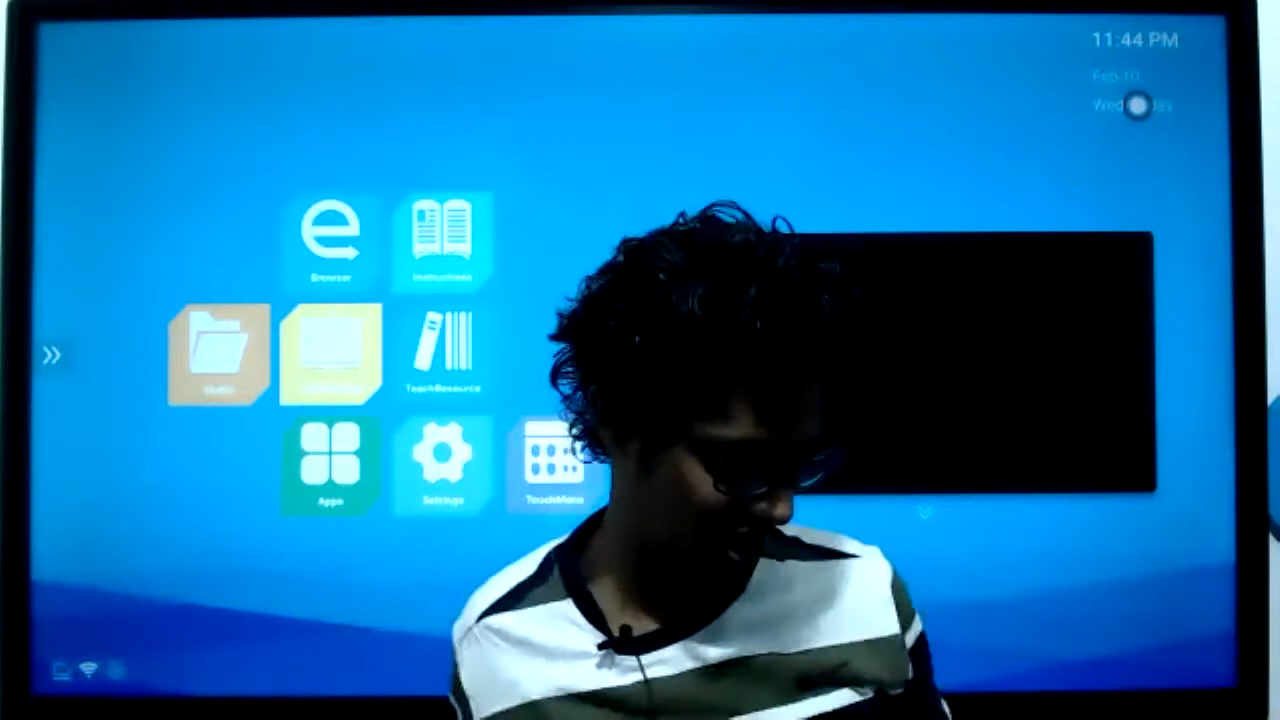 11:44 PM
Feb 10
Browser
Instructions
TeachResource
Apps
Settings
TouchMenu